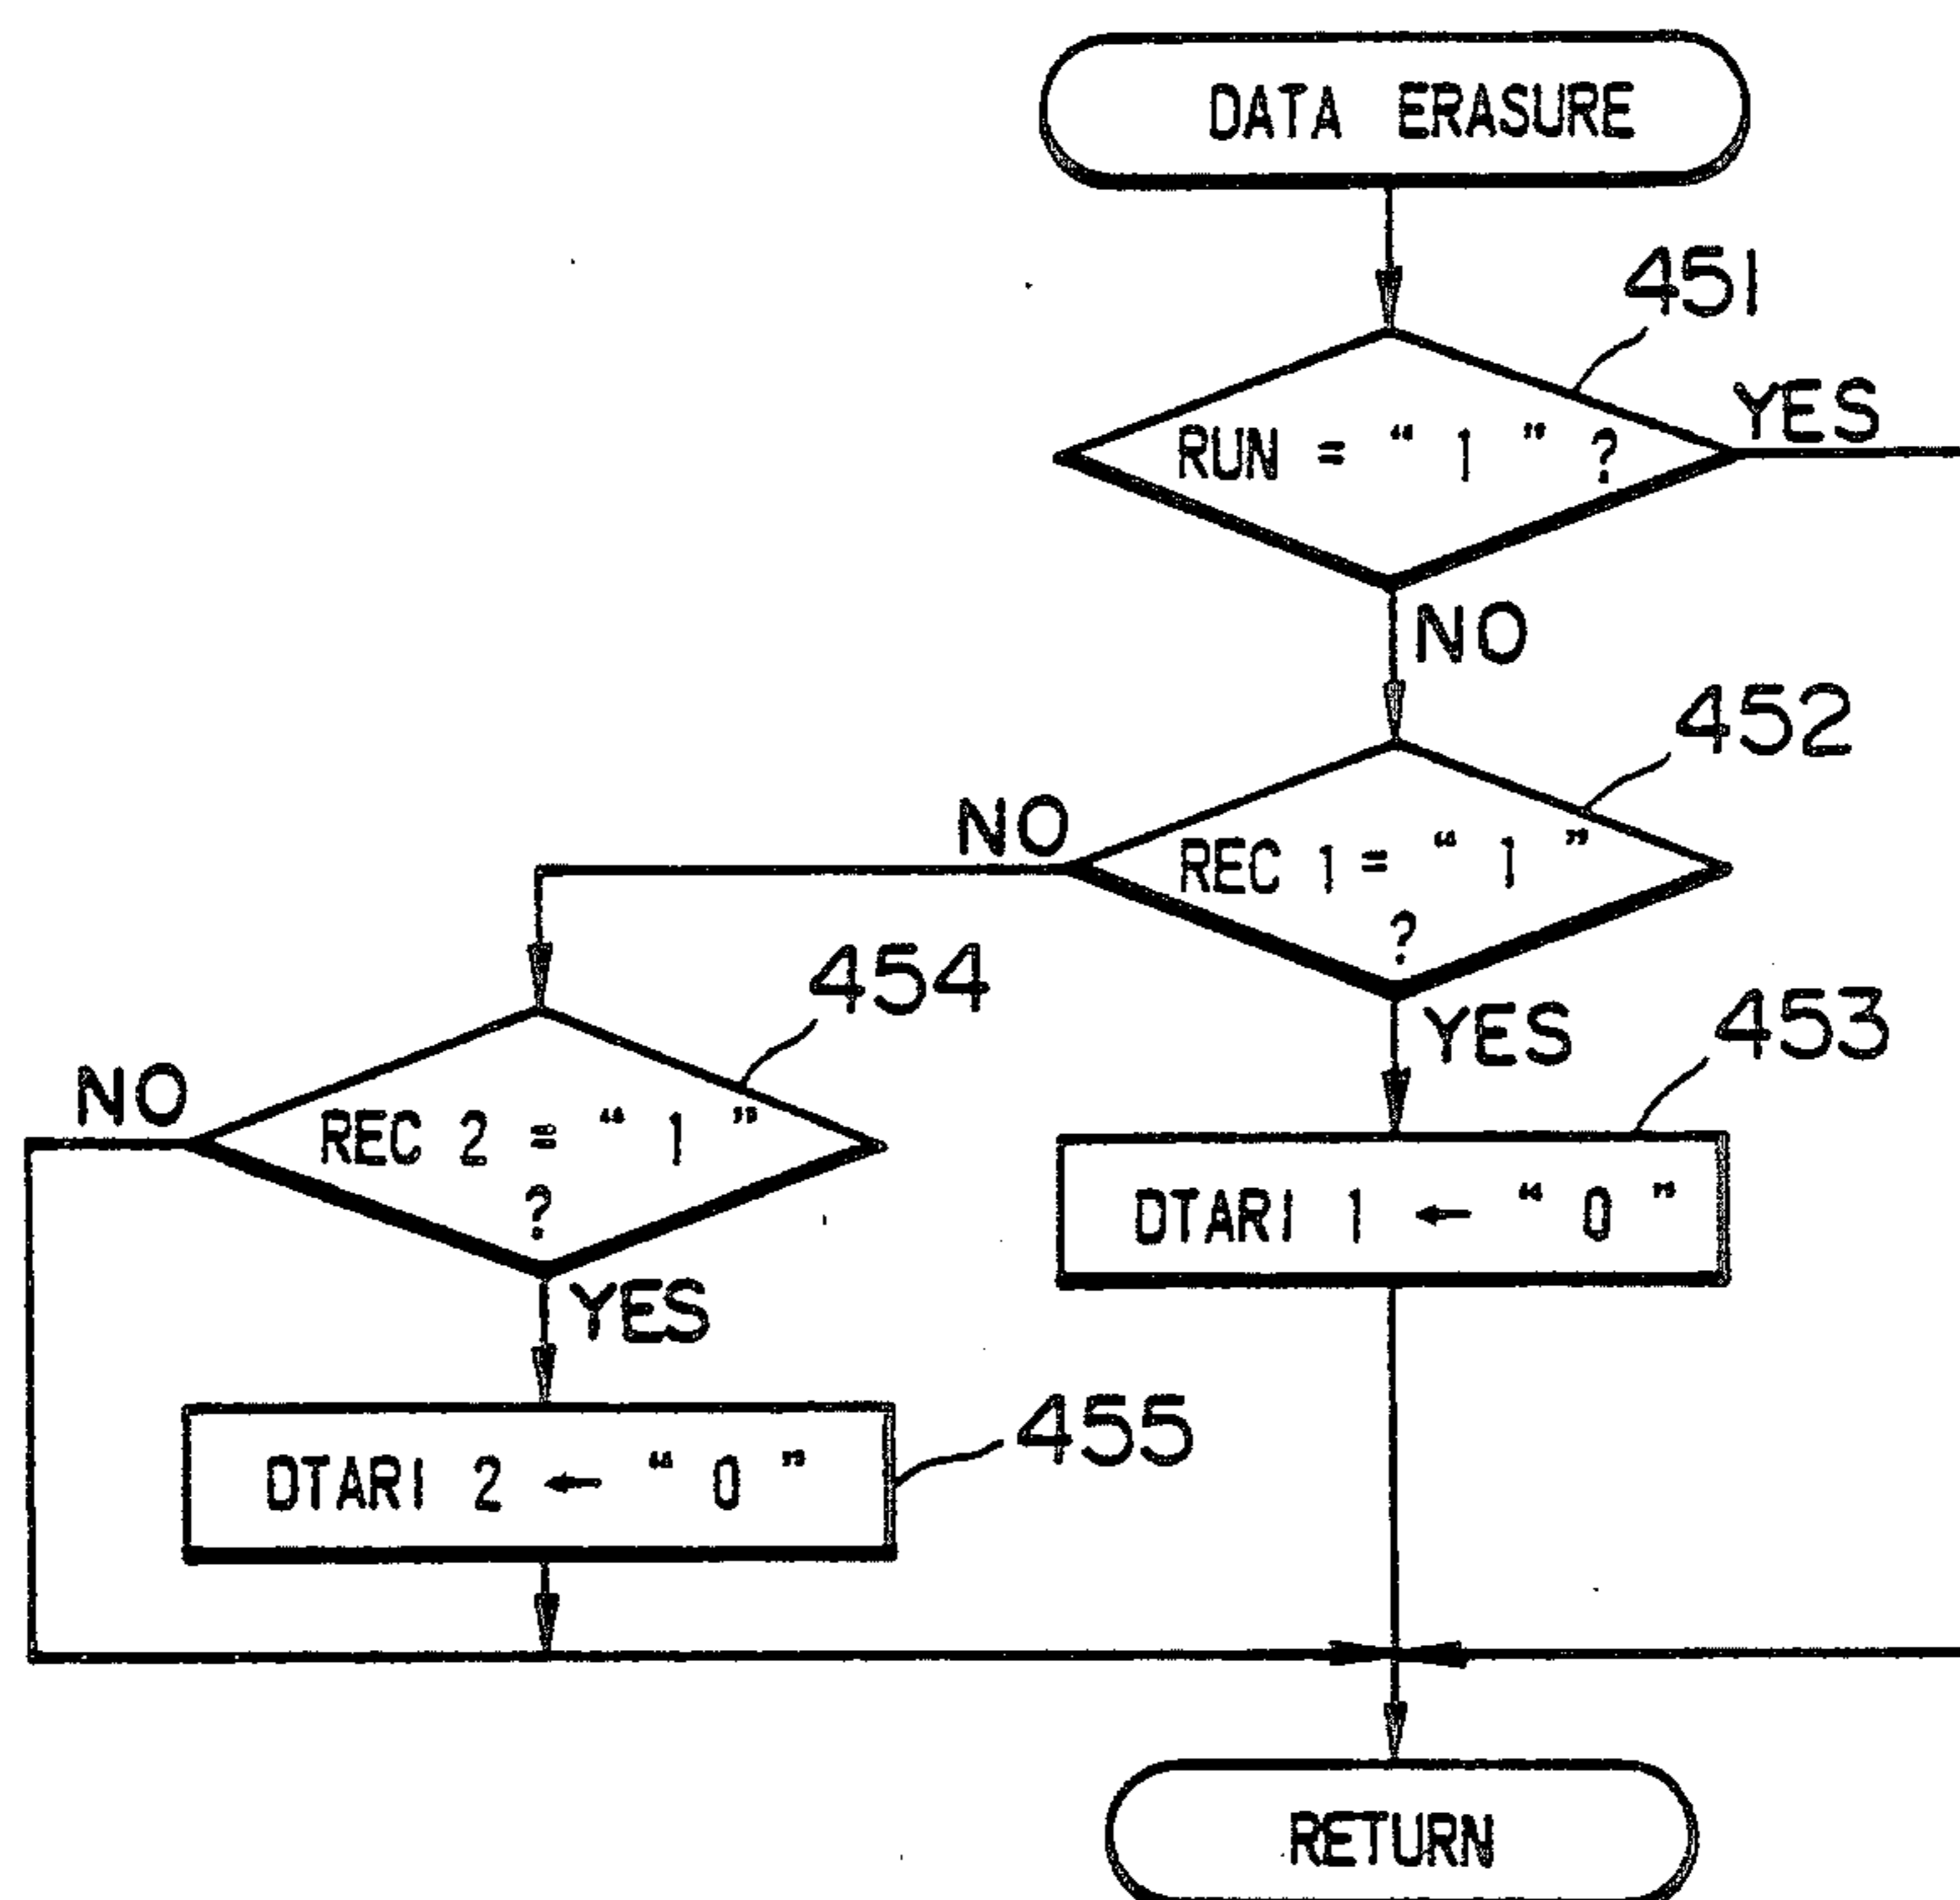 DATA ERASURE
451
RUN = “ 1 ” ?
YES
NO
452
NO
REC 1 = “ 1 ”
?
454
YES
453
NO
REC 2 = “ 1 ”
?
DTARI 1 ← “ 0 ”
YES
455
DTARI 2 ← “ 0 ”
RETURN